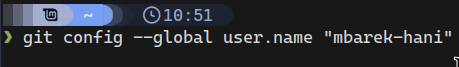 ~ 10:51
❯ git config --global user.name "mbarek-hani"